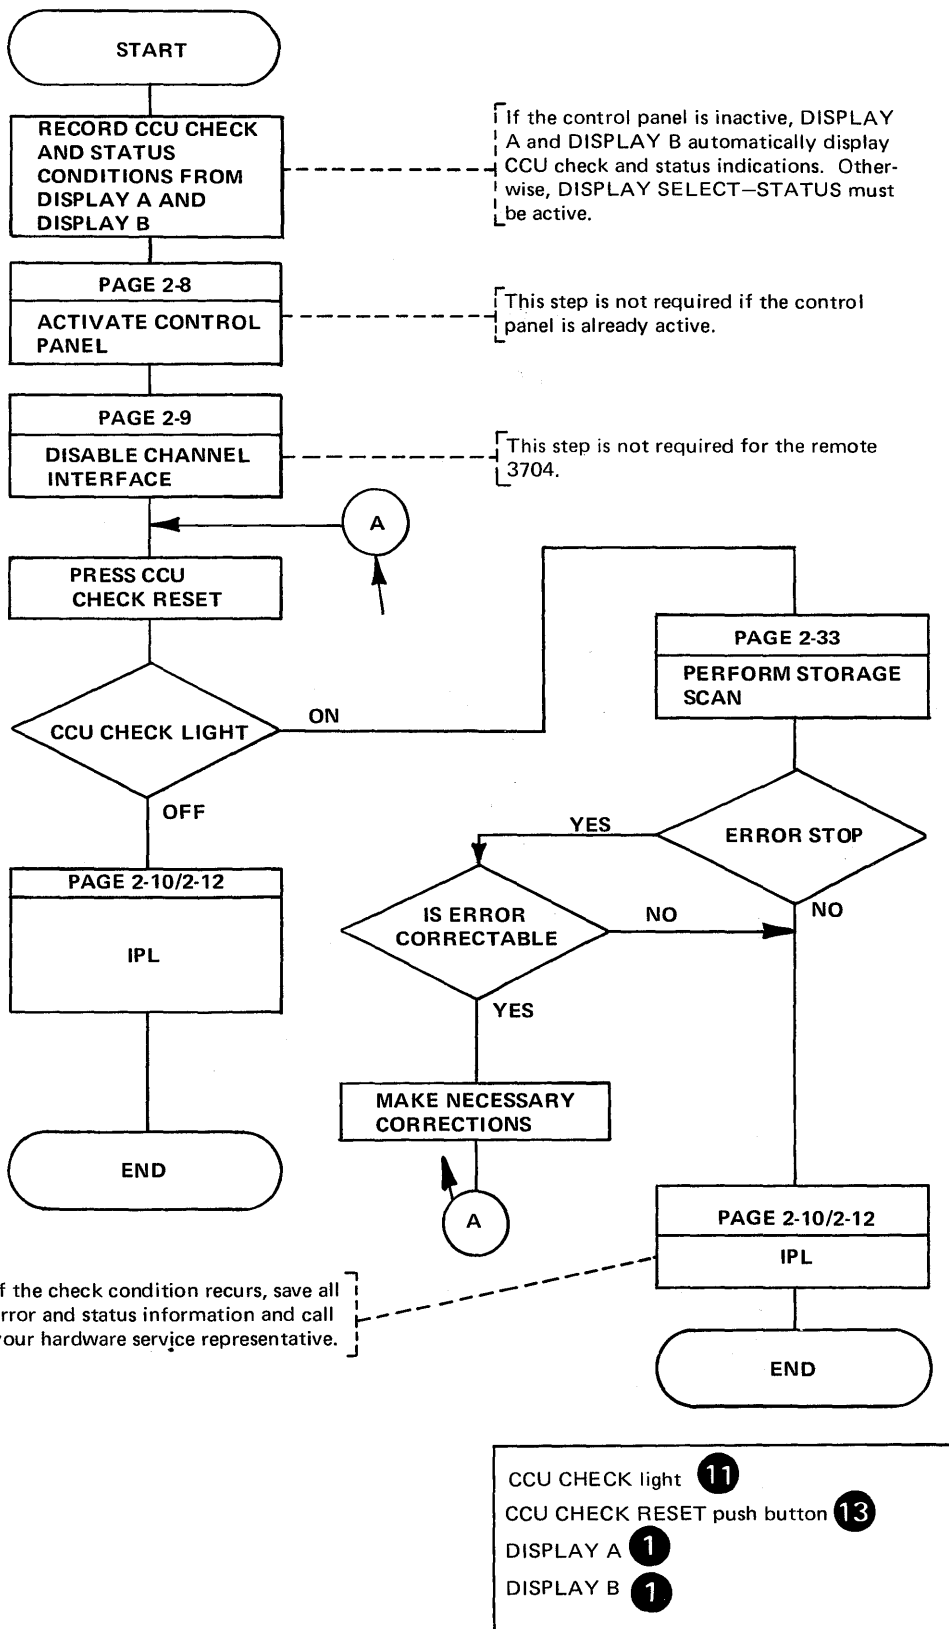 START
RECORD CCU CHECK
AND STATUS
CONDITIONS FROM
DISPLAY A AND
DISPLAY B
If the control panel is inactive, DISPLAY
A and DISPLAY B automatically display
CCU check and status indications. Other-
wise, DISPLAY SELECT—STATUS must
be active.
PAGE 2-8
ACTIVATE CONTROL
PANEL
This step is not required if the control
panel is already active.
PAGE 2-9
DISABLE CHANNEL
INTERFACE
This step is not required for the remote
3704.
A
PRESS CCU
CHECK RESET
CCU CHECK LIGHT
ON
OFF
PAGE 2-10/2-12
IPL
END
PAGE 2-33
PERFORM STORAGE
SCAN
ERROR STOP
YES
NO
IS ERROR
CORRECTABLE
NO
YES
MAKE NECESSARY
CORRECTIONS
A
PAGE 2-10/2-12
IPL
f the check condition recurs, save all
rror and status information and call
your hardware service representative.
END
CCU CHECK light 11
CCU CHECK RESET push button 13
DISPLAY A 1
DISPLAY B 1